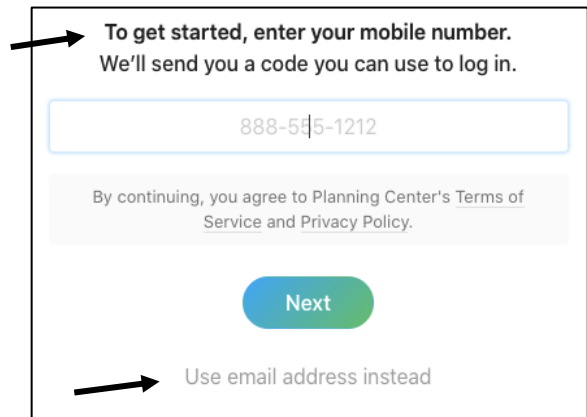 To get started, enter your mobile number.
We'll send you a code you can use to log in.
888-555-1212
By continuing, you agree to Planning Center's Terms of
Service and Privacy Policy.
Next
Use email address instead